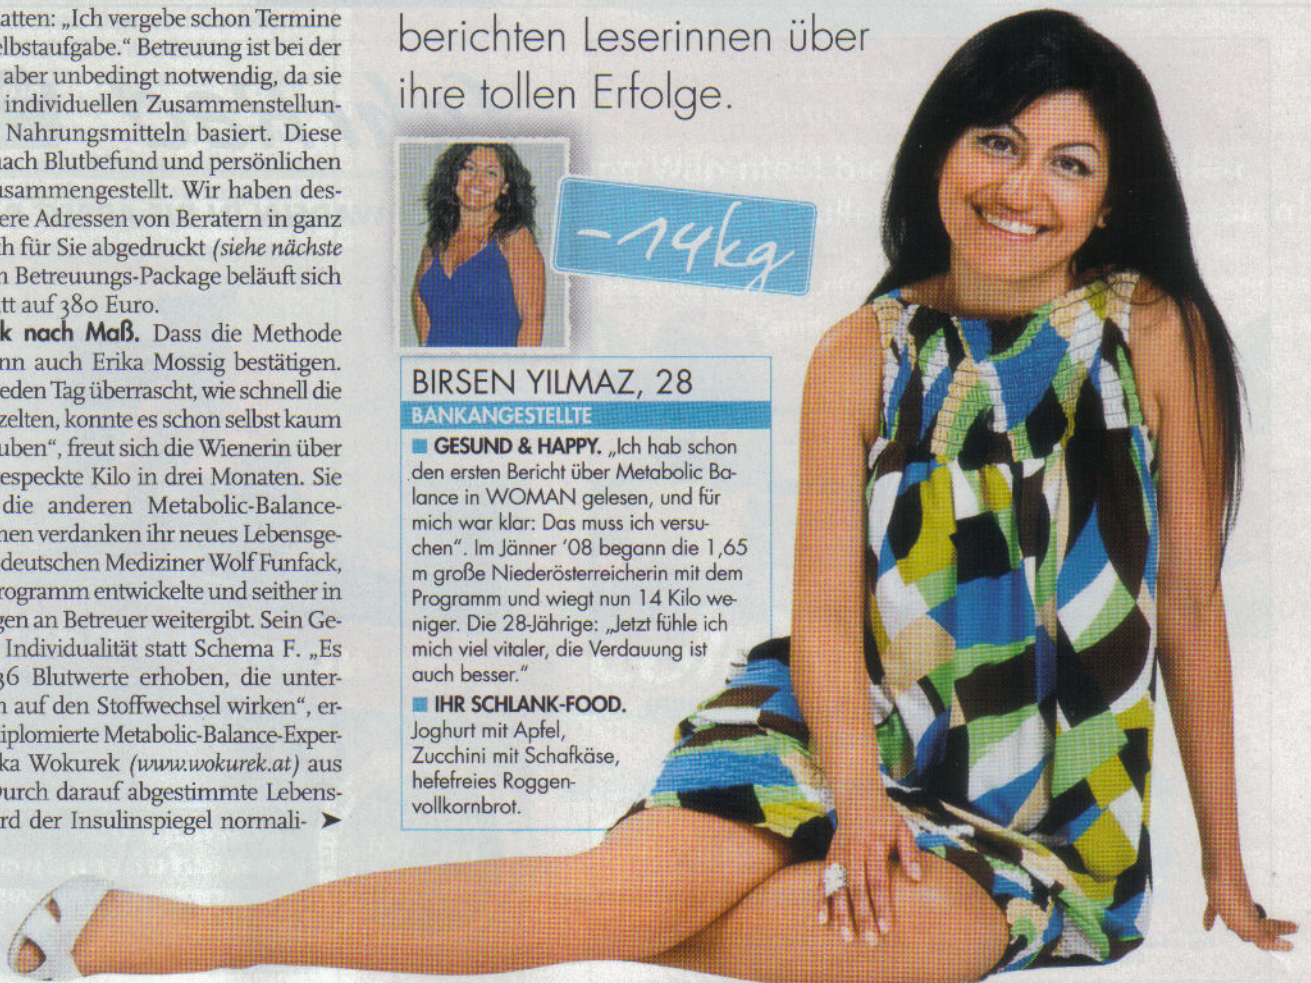 atten: „Ich vergebe schon Termine
elbstaufgabe.“ Betreuung ist bei der
aber unbedingt notwendig, da sie
individuellen Zusammenstellun-
Nahrungsmitteln basiert. Diese
nach Blutbefund und persönlichen
usammengestellt. Wir haben des-
ere Adressen von Beratern in ganz
h für Sie abgedruckt (siehe nächste
n Betreuungs-Package beläuft sich
tt auf 380 Euro.
k nach Maß. Dass die Methode
nn auch Erika Mossig bestätigen.
eden Tag überrascht, wie schnell die
zelten, konnte es schon selbst kaum
uben“, freut sich die Wienerin über
especkte Kilo in drei Monaten. Sie
die anderen Metabolic-Balance-
nen verdanken ihr neues Lebensge-
deutschen Mediziner Wolf Funfack,
rogramm entwickelte und seither in
gen an Betreuer weitergibt. Sein Ge-
Individualität statt Schema F. „Es
36 Blutwerte erhoben, die unter-
n auf den Stoffwechsel wirken“, er-
iplomierte Metabolic-Balance-Exper-
ka Wokurek (www.wokurek.at) aus
Durch darauf abgestimmte Lebens-
rd der Insulinspiegel normali- ➤
berichten Leserinnen über
ihre tollen Erfolge.
-14kg
BIRSEN YILMAZ, 28
BANKANGESTELLTE
■ GESUND & HAPPY. „Ich hab schon
den ersten Bericht über Metabolic Ba-
lance in WOMAN gelesen, und für
mich war klar: Das muss ich versu-
chen“. Im Jänner '08 begann die 1,65
m große Niederösterreicherin mit dem
Programm und wiegt nun 14 Kilo we-
niger. Die 28-Jährige: „Jetzt fühle ich
mich viel vitaler, die Verdauung ist
auch besser.“
■ IHR SCHLANK-FOOD.
Joghurt mit Apfel,
Zucchini mit Schafkäse,
hefefreies Roggen-
vollkornbrot.